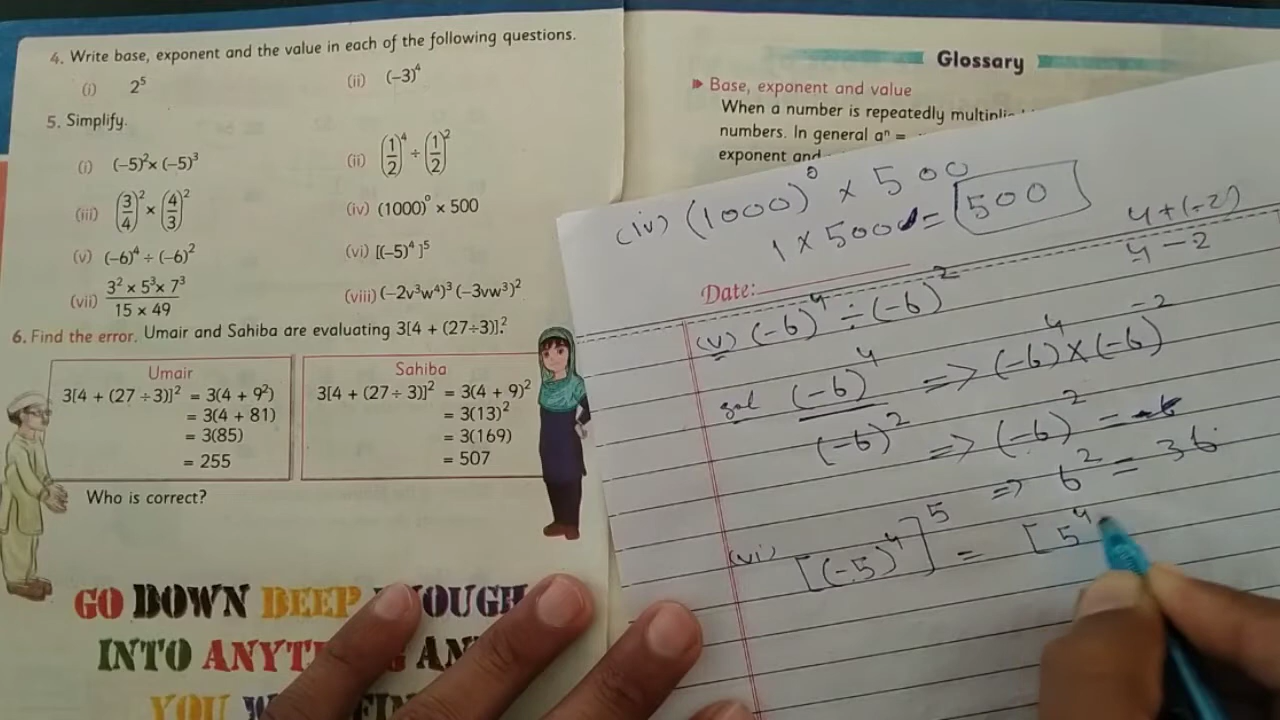 4. Write base, exponent and the value in each of the following questions.
(i) 2⁵ (ii) (−3)⁴
5. Simplify.
(i) (−5)²× (−5)³ (ii) (1/2)⁴ ÷ (1/2)²
(iii) (3/4)² × (4/3)² (iv) (1000)⁰ × 500
(v) (−6)⁴ ÷ (−6)² (vi) [(−5)⁴ ]⁵
(vii) 3² × 5³× 7³ / 15 × 49 (viii) (−2v³w⁴)³ (−3vw³)²
6. Find the error. Umair and Sahiba are evaluating 3[4 + (27÷3)]².
Umair
3[4 + (27 ÷3)]² = 3(4 + 9²)
= 3(4 + 81)
= 3(85)
= 255
Sahiba
3[4 + (27 ÷ 3)]² = 3(4 + 9)²
= 3(13)²
= 3(169)
= 507
Who is correct?
GO DOWN DEEP
INTO
YOU
Glossary
Base, exponent and value
When a number is repeatedly
numbers. In general aⁿ =
exponent and
(iv) (1000)⁰ × 500
1 × 500 = 500
4 + (−2)
4 − 2
Date:
(v) (−6)⁴ ÷ (−6)²
sol (−6)⁴ / (−6)² => (−6)⁴ × (−6)⁻²
=> (−6)² =
=> 6² = 36
(vi) [(−5)⁴]⁵ = [5⁴